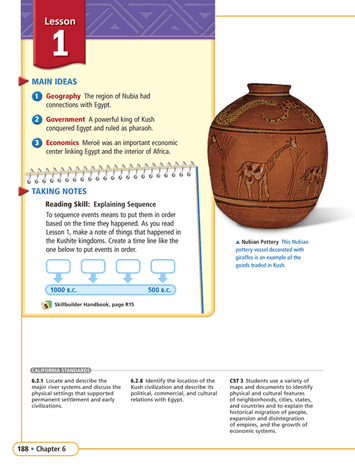 Lesson
1
MAIN IDEAS
1 Geography The region of Nubia had
connections with Egypt.
2 Government A powerful king of Kush
conquered Egypt and ruled as pharaoh.
3 Economics Meroë was an important economic
center linking Egypt and the interior of Africa.
TAKING NOTES
Reading Skill: Explaining Sequence
To sequence events means to put them in order
based on the time they happened. As you read
Lesson 1, make a note of things that happened in
the Kushite kingdoms. Create a time line like the
one below to put events in order.
1000 B.C. 500 B.C.
Skillbuilder Handbook, page R15
▲ Nubian Pottery This Nubian
pottery vessel decorated with
giraffes is an example of the
goods traded in Kush.
CALIFORNIA STANDARDS
6.2.1 Locate and describe the
major river systems and discuss the
physical settings that supported
permanent settlement and early
civilizations.
6.2.8 Identify the location of the
Kush civilization and describe its
political, commercial, and cultural
relations with Egypt.
CST 3 Students use a variety of
maps and documents to identify
physical and cultural features
of neighborhoods, cities, states,
and countries and to explain the
historical migration of people,
expansion and disintegration
of empires, and the growth of
economic systems.
188 • Chapter 6